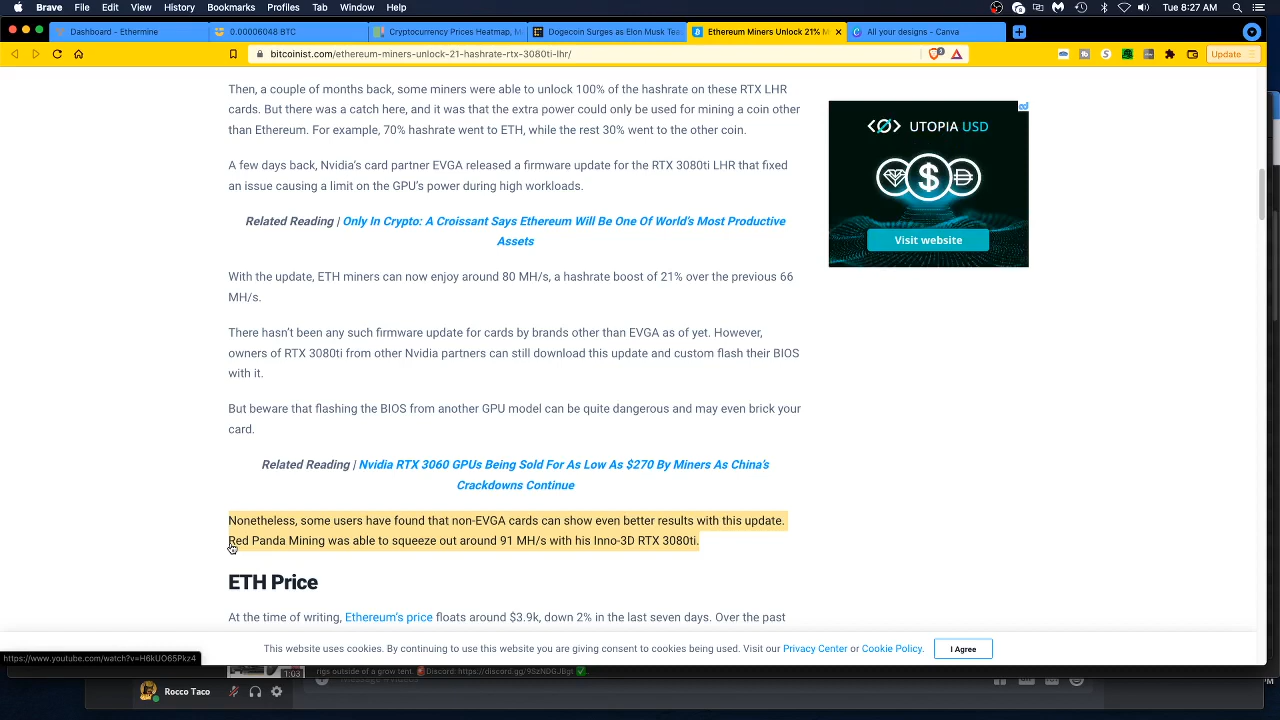 Brave File Edit View History Bookmarks Profiles Tab Window Help
Tue 8:27 AM
Dashboard - Ethermine
0.00006048 BTC
Cryptocurrency Prices Heatmap, M
Dogecoin Surges as Elon Musk Tea
Ethereum Miners Unlock 21% M
All your designs - Canva
bitcoinist.com/ethereum-miners-unlock-21-hashrate-rtx-3080ti-lhr/
Update
Then, a couple of months back, some miners were able to unlock 100% of the hashrate on these RTX LHR
cards. But there was a catch here, and it was that the extra power could only be used for mining a coin other
than Ethereum. For example, 70% hashrate went to ETH, while the rest 30% went to the other coin.
A few days back, Nvidia's card partner EVGA released a firmware update for the RTX 3080ti LHR that fixed
an issue causing a limit on the GPU's power during high workloads.
Related Reading | Only In Crypto: A Croissant Says Ethereum Will Be One Of World's Most Productive
Assets
With the update, ETH miners can now enjoy around 80 MH/s, a hashrate boost of 21% over the previous 66
MH/s.
There hasn't been any such firmware update for cards by brands other than EVGA as of yet. However,
owners of RTX 3080ti from other Nvidia partners can still download this update and custom flash their BIOS
with it.
But beware that flashing the BIOS from another GPU model can be quite dangerous and may even brick your
card.
Related Reading | Nvidia RTX 3060 GPUs Being Sold For As Low As $270 By Miners As China's
Crackdowns Continue
Nonetheless, some users have found that non-EVGA cards can show even better results with this update.
Red Panda Mining was able to squeeze out around 91 MH/s with his Inno-3D RTX 3080ti.
ETH Price
At the time of writing, Ethereum's price floats around $3.9k, down 2% in the last seven days. Over the past
UTOPIA USD
$
Visit website
This website uses cookies. By continuing to use this website you are giving consent to cookies being used. Visit our Privacy Center or Cookie Policy.
I Agree
https://www.youtube.com/watch?v=H6kUO65Pkz4
1:03
rigs outside of a grow tent.
Rocco Taco